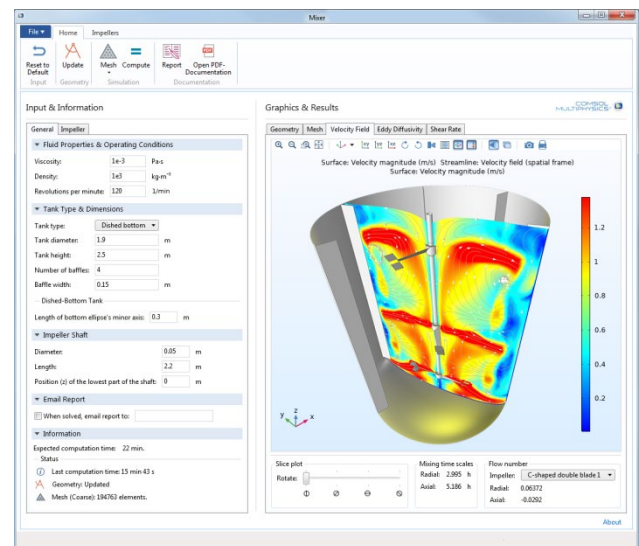 Mixer
File Home Impellers
Reset to Default
Update
Mesh
Compute
Report
Open PDF-Documentation
Input Geometry Simulation Documentation
Input & Information
General Impeller
Fluid Properties & Operating Conditions
Viscosity: 1e-3 Pa·s
Density: 1e3 kg·m⁻³
Revolutions per minute: 120 1/min
Tank Type & Dimensions
Tank type: Dished bottom
Tank diameter: 1.9 m
Tank height: 2.5 m
Number of baffles: 4
Baffle width: 0.15 m
Dished-Bottom Tank
Length of bottom ellipse's minor axis: 0.3 m
Impeller Shaft
Diameter: 0.05 m
Length: 2.2 m
Position (z) of the lowest part of the shaft: 0 m
Email Report
When solved, email report to:
Information
Expected computation time: 22 min.
Status
Last computation time: 15 min 43 s
Geometry: Updated
Mesh (Coarse): 194763 elements.
Graphics & Results
COMSOL
MULTIPHYSICS®
Geometry Mesh Velocity Field Eddy Diffusivity Shear Rate
Surface: Velocity magnitude (m/s) Streamline: Velocity field (spatial frame)
Surface: Velocity magnitude (m/s)
1.2
1
0.8
0.6
0.4
0.2
y z x
Slice plot
Rotate:
Mixing time scales
Radial: 2.995 h
Axial: 5.186 h
Flow number
Impeller: C-shaped double blade 1
Radial: 0.06372
Axial: -0.0292
About